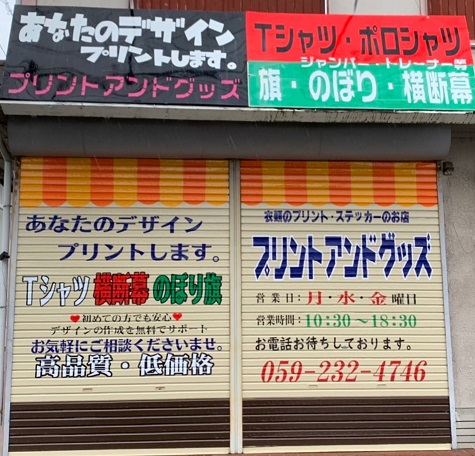 あなたのデザイン
プリントします。
プリントアンドグッズ
Tシャツ・ポロシャツ
ジャンパー・トレーナー等
旗・のぼり・横断幕
あなたのデザイン
プリントします。
Tシャツ 横断幕 のぼり旗
♥初めての方でも安心♥
デザインの作成を無料でサポート
お気軽にご相談くださいませ。
高品質・低価格
衣類のプリント・ステッカーのお店
プリントアンドグッズ
営業日:月・水・金曜日
営業時間:10:30~18:30
お電話お待ちしております。
059-232-4746